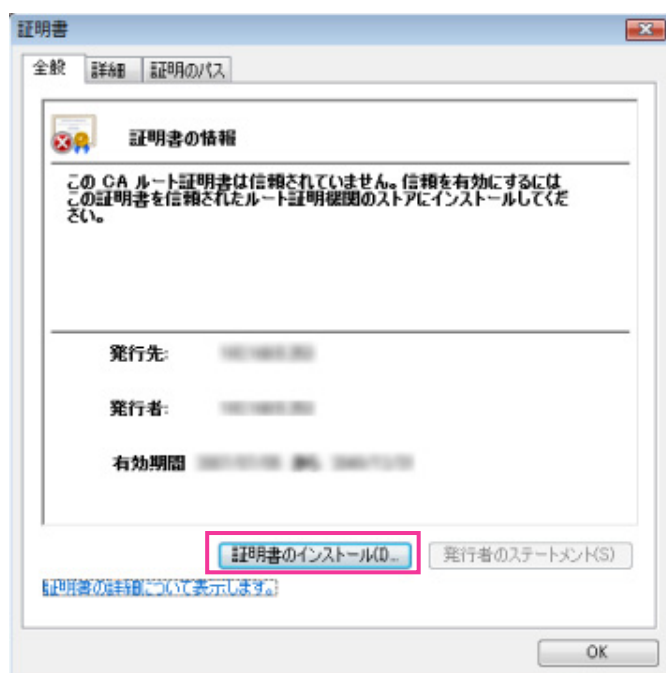 証明書
全般 詳細 証明のパス
証明書の情報
この CA ルート証明書は信頼されていません。信頼を有効にするには
この証明書を信頼されたルート証明機関のストアにインストールしてくだ
さい。
発行先:
発行者:
有効期間
証明書のインストール(I)... 発行者のステートメント(S)
証明書の詳細について表示します。
OK